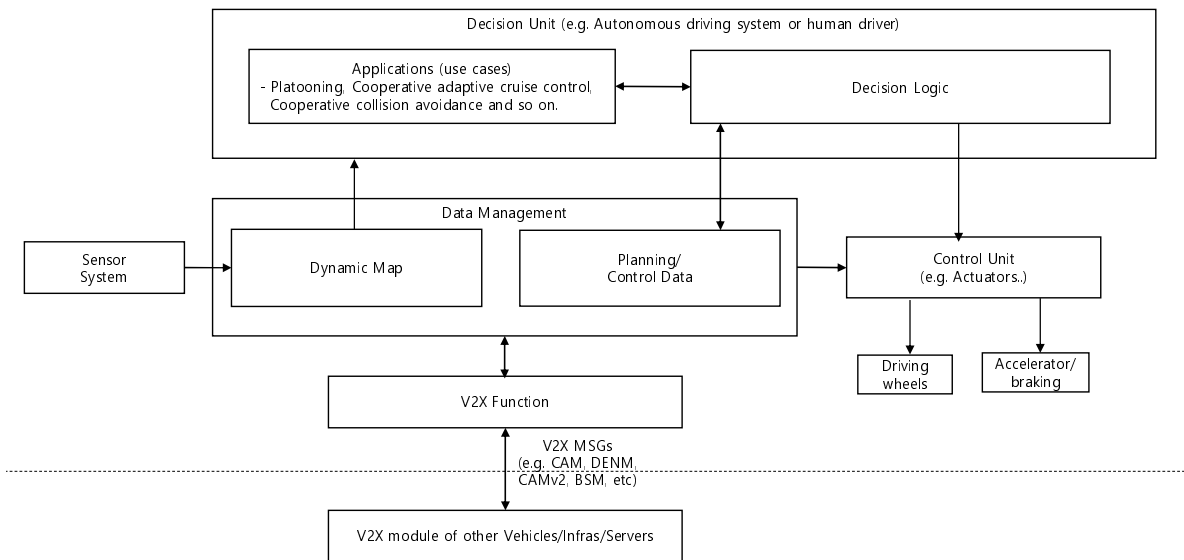 Decision Unit (e.g. Autonomous driving system or human driver)
Applications (use cases)
- Platooning, Cooperative adaptive cruise control,
Cooperative collision avoidance and so on.
Decision Logic
Data Management
Sensor
System
Dynamic Map
Planning/
Control Data
Control Unit
(e.g. Actuators..)
Driving
wheels
Accelerator/
braking
V2X Function
V2X MSGs
(e.g. CAM, DENM,
CAMv2, BSM, etc)
V2X module of other Vehicles/Infras/Servers